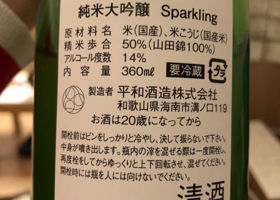 純米大吟醸 Sparkling
原材料名 米(国産)、米こうじ(国産米)
精米歩合 50%(山田錦100%)
アルコール度数 14%
内容量 360ml 要冷蔵 プラ
製造者 平和酒造株式会社
和歌山県海南市溝ノ口119
お酒は20歳になってから
開栓前はビンをしっかりと冷やし、決して振らないで下さい。
中身が噴き出します。瓶内の滓を混ぜる際は一度開栓し、
再度栓をしてからゆっくりと上下回転させ、混ぜてください。
開栓時には瓶を人には向けないでください。
清酒